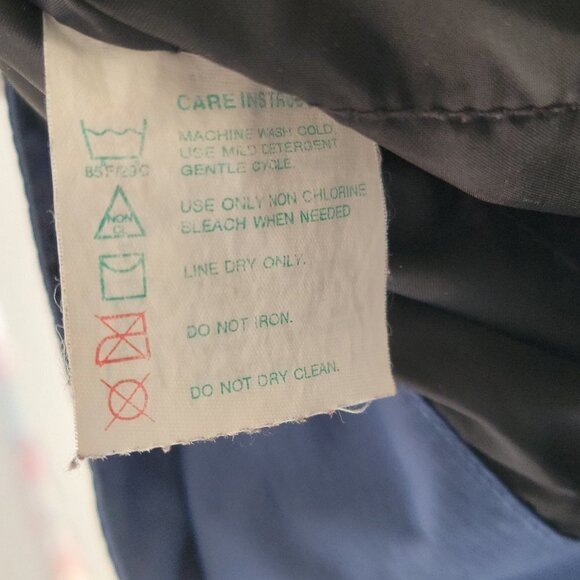 CARE
MACHINE WASH COLD
USE MILD DETERGENT
GENTLE CYCLE.
85F/29C
NON
CL
USE ONLY NON CHLORINE
BLEACH WHEN NEEDED
LINE DRY ONLY.
DO NOT IRON.
DO NOT DRY CLEAN.